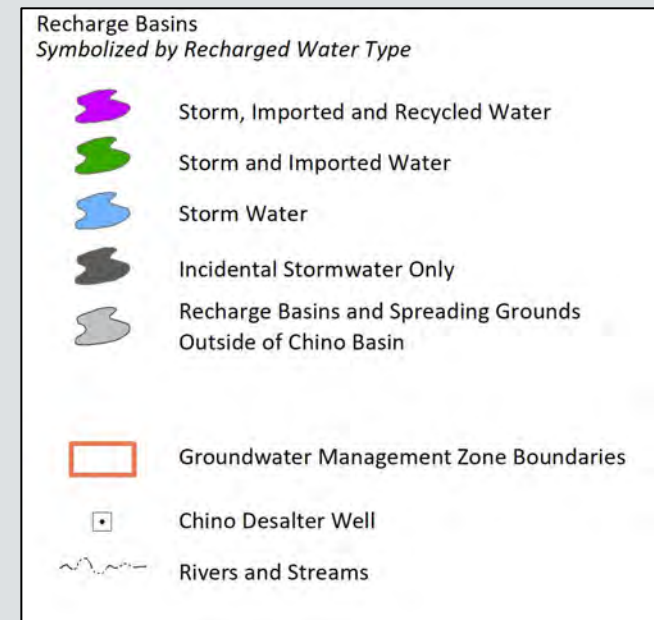 Recharge Basins
Symbolized by Recharged Water Type
Storm, Imported and Recycled Water
Storm and Imported Water
Storm Water
Incidental Stormwater Only
Recharge Basins and Spreading Grounds
Outside of Chino Basin
Groundwater Management Zone Boundaries
Chino Desalter Well
Rivers and Streams